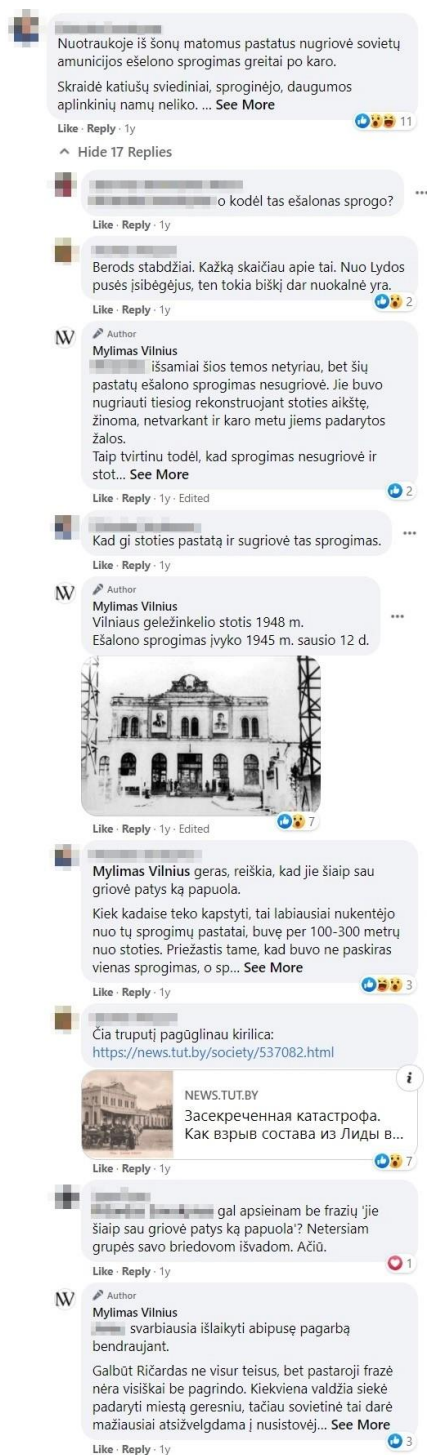 Nuotraukoje iš šonų matomus pastatus nugriovė sovietų
amunicijos ešelono sprogimas greitai po karo.
Skraidė katiušų sviediniai, sproginėjo, daugumos
aplinkinių namų neliko. ... See More
11
Like · Reply · 1y
Hide 17 Replies
o kodėl tas ešalonas sprogo?
Like · Reply · 1y
Berods stabdžiai. Kažką skaičiau apie tai. Nuo Lydos
pusės įsibėgėjus, ten tokia biškį dar nuokalnė yra.
2
Like · Reply · 1y
Author
Mylimas Vilnius
išsamiai šios temos netyriau, bet šių
pastatų ešalono sprogimas nesugriovė. Jie buvo
nugriauti tiesiog rekonstruojant stoties aikštę,
žinoma, netvarkant ir karo metu jiems padarytos
žalos.
Taip tvirtinu todėl, kad sprogimas nesugriovė ir
stot... See More
2
Like · Reply · 1y · Edited
Kad gi stoties pastatą ir sugriovė tas sprogimas.
Like · Reply · 1y
Author
Mylimas Vilnius
Vilniaus geležinkelio stotis 1948 m.
Ešalono sprogimas įvyko 1945 m. sausio 12 d.
7
Like · Reply · 1y · Edited
Mylimas Vilnius geras, reiškia, kad jie šiaip sau
griovė patys ką papuola.
Kiek kadaise teko kapstyti, tai labiausiai nukentėjo
nuo tų sprogimų pastatai, buvę per 100-300 metrų
nuo stoties. Priežastis tame, kad buvo ne paskiras
vienas sprogimas, o sp... See More
3
Like · Reply · 1y
Čia truputį pagūglinau kirilica:
https://news.tut.by/society/537082.html
NEWS.TUT.BY
Засекреченная катастрофа.
Как взрыв состава из Лиды в...
7
Like · Reply · 1y
gal apsieinam be frazių 'jie
šiaip sau griovė patys ką papuola'? Netersiam
grupės savo briedovom išvadom. Ačiū.
1
Like · Reply · 1y
Author
Mylimas Vilnius
svarbiausia išlaikyti abipusę pagarbą
bendraujant.
Galbūt Ričardas ne visur teisus, bet pastaroji frazė
nėra visiškai be pagrindo. Kiekviena valdžia siekė
padaryti miestą geresniu, tačiau sovietinė tai darė
mažiausiai atsižvelgdama į nusistovėj... See More
3
Like · Reply · 1y